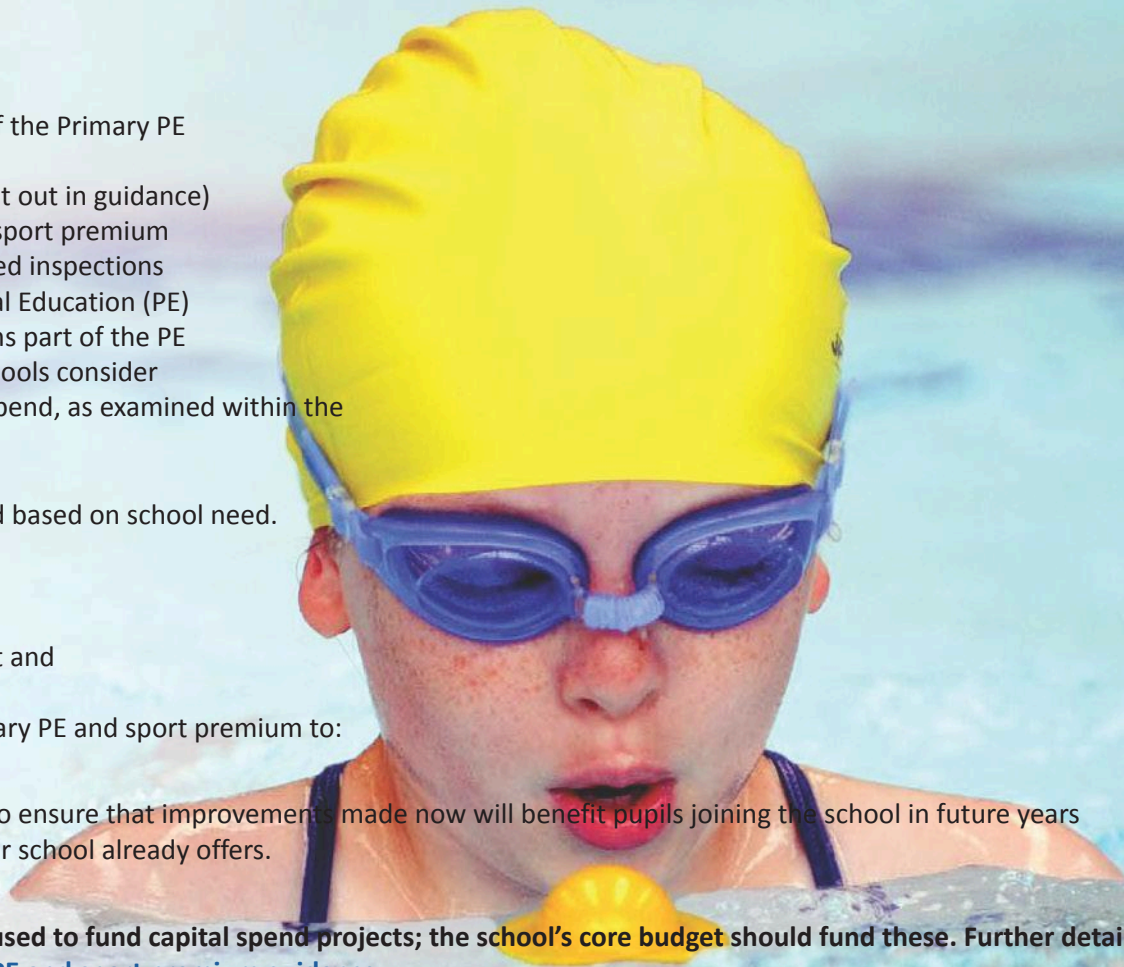 f the Primary PE
t out in guidance)
sport premium
ed inspections
al Education (PE)
ns part of the PE
ools consider
pend, as examined within the
d based on school need.
t and
ary PE and sport premium to:
o ensure that improvements made now will benefit pupils joining the school in future years
r school already offers.
used to fund capital spend projects; the school’s core budget should fund these. Further detai